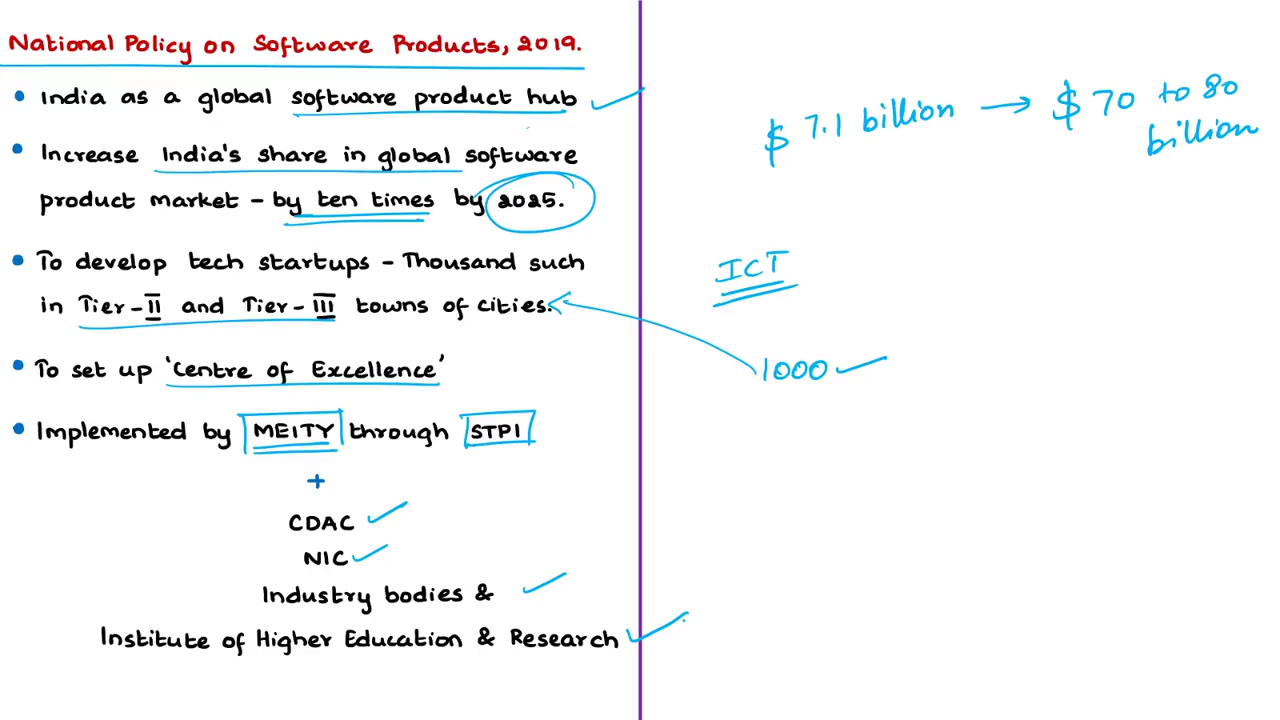 National Policy on Software Products, 2019.
• India as a global software product hub
• Increase India's share in global software
product market - by ten times by 2025.
• To develop tech startups - Thousand such
in Tier-II and Tier-III towns of cities.
• To set up 'Centre of Excellence'
• Implemented by MEITY through STPI
+
CDAC
NIC
Industry bodies &
Institute of Higher Education & Research
$ 7.1 billion → $ 70 to 80
billion
ICT
1000